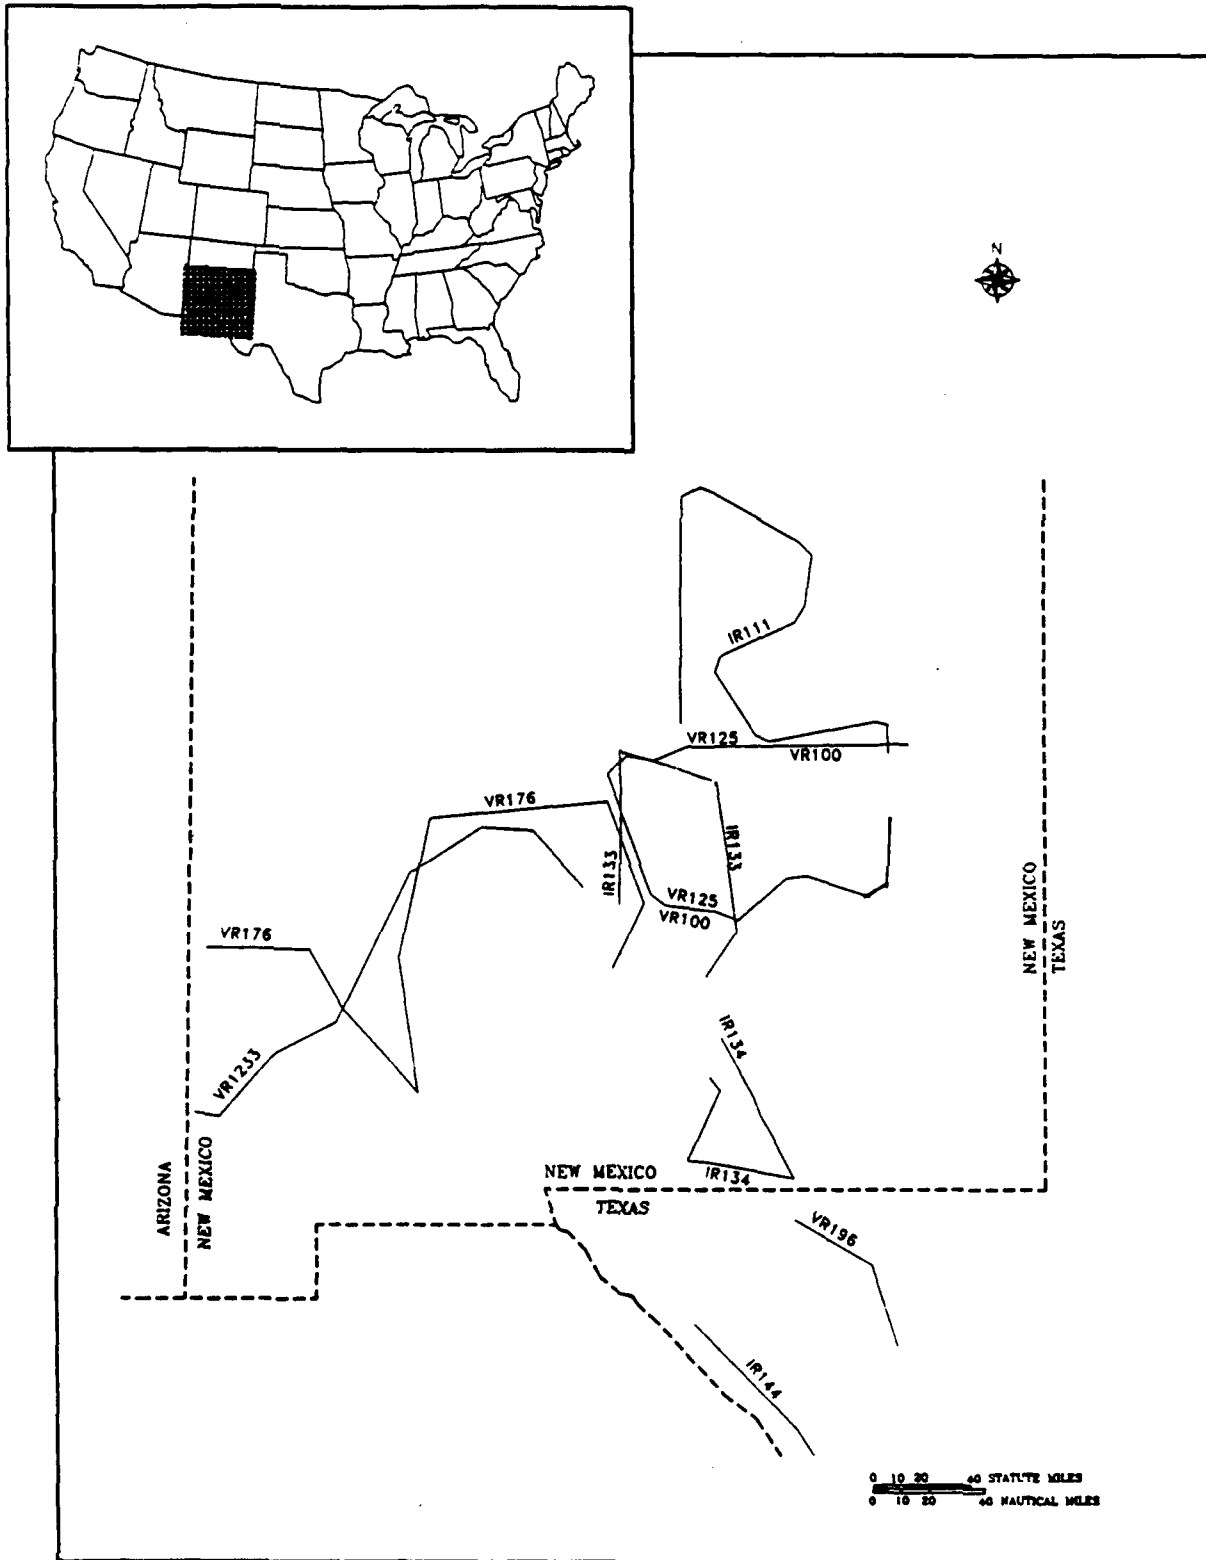 N
IR111
VR125
VR100
VR176
IR133
IR133
VR125
VR100
VR176
NEW MEXICO
TEXAS
IR134
VR1233
ARIZONA
NEW MEXICO
NEW MEXICO
IR134
TEXAS
VR196
IR144
0 10 20 40 STATUTE MILES
0 10 20 40 NAUTICAL MILES